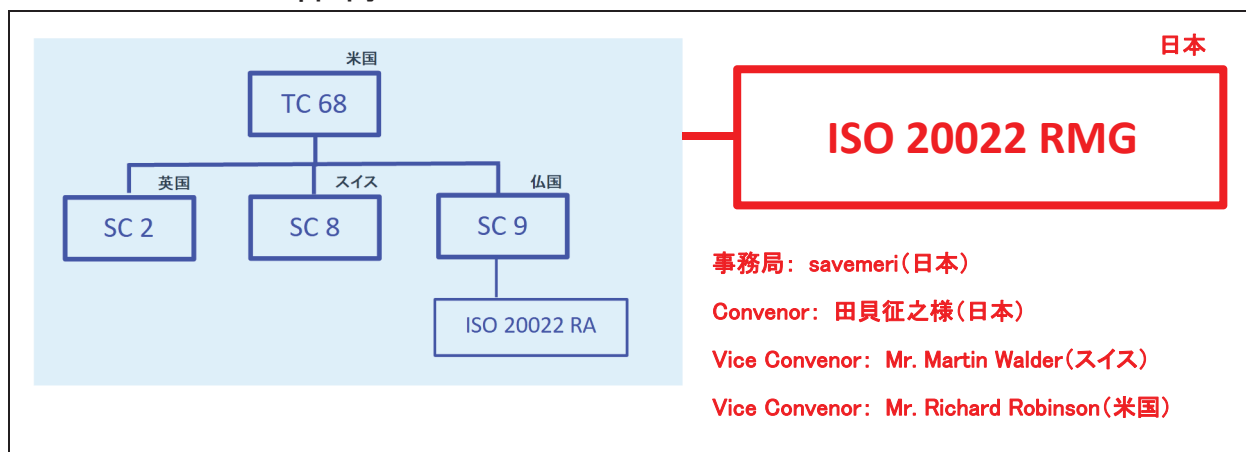 米国
TC 68
英国
スイス
仏国
SC 2
SC 8
SC 9
ISO 20022 RA
日本
ISO 20022 RMG
事務局： savemeri（日本）
Convenor： 田貝征之様（日本）
Vice Convenor： Mr. Martin Walder（スイス）
Vice Convenor： Mr. Richard Robinson（米国）